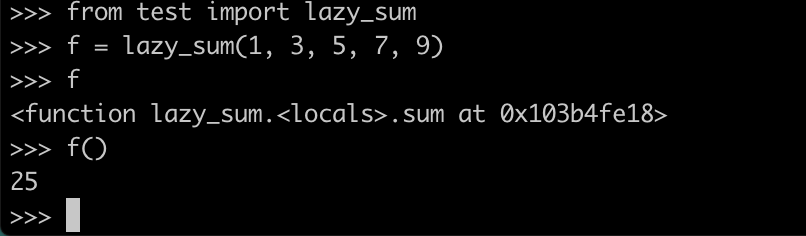 >>> from test import lazy_sum
>>> f = lazy_sum(1, 3, 5, 7, 9)
>>> f
<function lazy_sum.<locals>.sum at 0x103b4fe18>
>>> f()
25
>>>